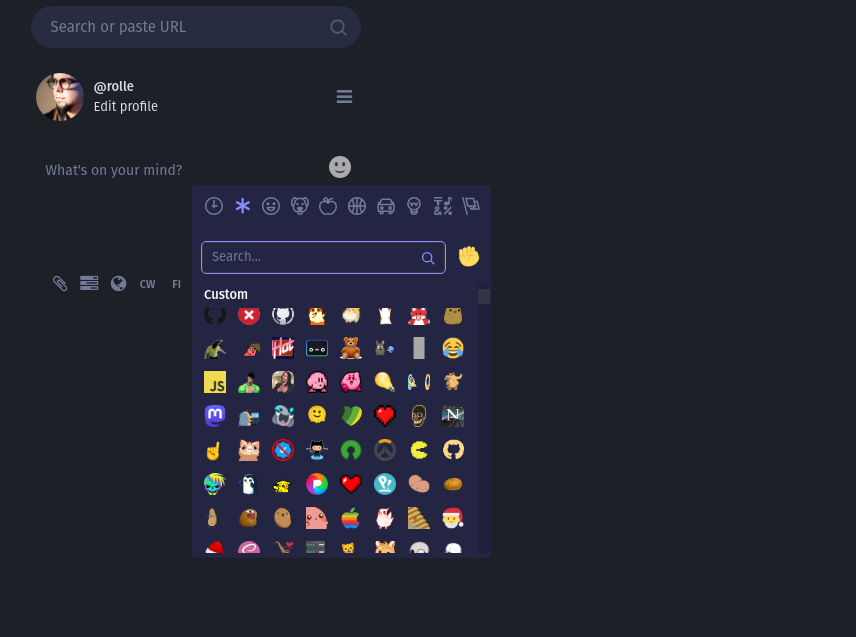 Search or paste URL
@rolle
Edit profile
What's on your mind?
Search...
CW
FI
Custom
Hot
JS
N